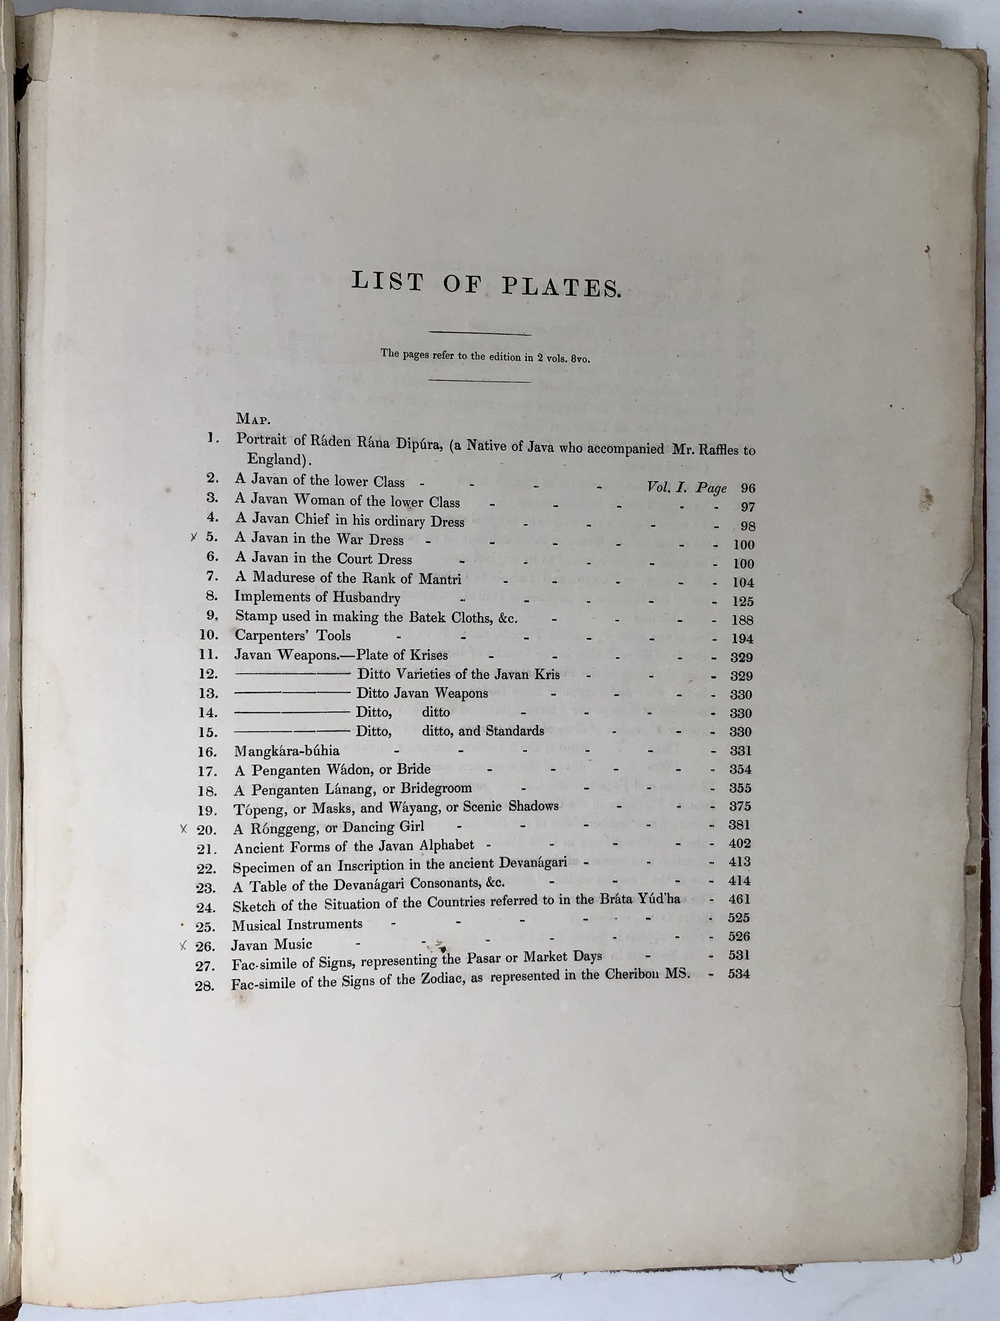 LIST OF PLATES.
The pages refer to the edition in 2 vols. 8vo.
MAP.
1. Portrait of Ráden Rána Dipúra, (a Native of Java who accompanied Mr. Raffles to
England).
2. A Javan of the lower Class - - - - Vol. I. Page 96
3. A Javan Woman of the lower Class - - - - - 97
4. A Javan Chief in his ordinary Dress - - - - 98
x 5. A Javan in the War Dress - - - - - - 100
6. A Javan in the Court Dress - - - - - 100
7. A Madurese of the Rank of Mantri - - - - - 104
8. Implements of Husbandry - - - - - 125
9. Stamp used in making the Batek Cloths, &c. - - - - 188
10. Carpenters' Tools - - - - - - 194
11. Javan Weapons.—Plate of Krises - - - - - 329
12. ——— Ditto Varieties of the Javan Kris - - - 329
13. ——— Ditto Javan Weapons - - - - 330
14. ——— Ditto, ditto - - - - 330
15. ——— Ditto, ditto, and Standards - - - 330
16. Mangkára-búhia - - - - - - 331
17. A Penganten Wádon, or Bride - - - - - 354
18. A Penganten Lánang, or Bridegroom - - - - 355
19. Tópeng, or Masks, and Wáyang, or Scenic Shadows - - - 375
x 20. A Rónggeng, or Dancing Girl - - - - - 381
21. Ancient Forms of the Javan Alphabet - - - - - 402
22. Specimen of an Inscription in the ancient Devanágari - - - 413
23. A Table of the Devanágari Consonants, &c. - - - - 414
24. Sketch of the Situation of the Countries referred to in the Bráta Yúd'ha - 461
25. Musical Instruments - - - - - - 525
x 26. Javan Music - - - - - - 526
27. Fac-simile of Signs, representing the Pasar or Market Days - - 531
28. Fac-simile of the Signs of the Zodiac, as represented in the Cheribon MS. - 534